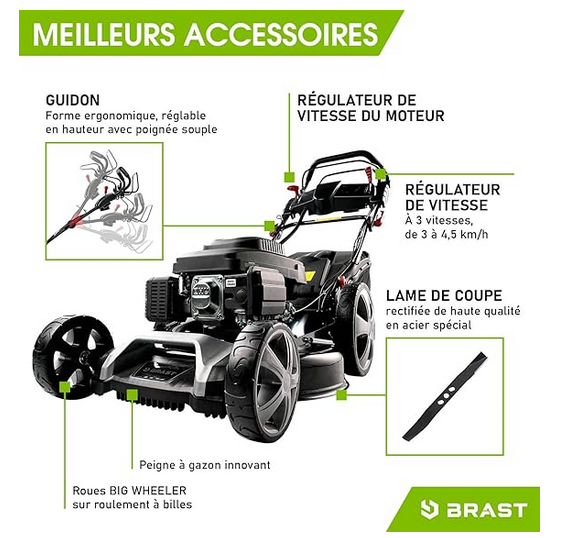 MEILLEURS ACCESSOIRES
GUIDON
Forme ergonomique, réglable
en hauteur avec poignée souple
RÉGULATEUR DE
VITESSE DU MOTEUR
RÉGULATEUR
DE VITESSE
À 3 vitesses,
de 3 à 4,5 km/h
LAME DE COUPE
rectifiée de haute qualité
en acier spécial
BRAST
Peigne à gazon innovant
Roues BIG WHEELER
sur roulement à billes
BRAST